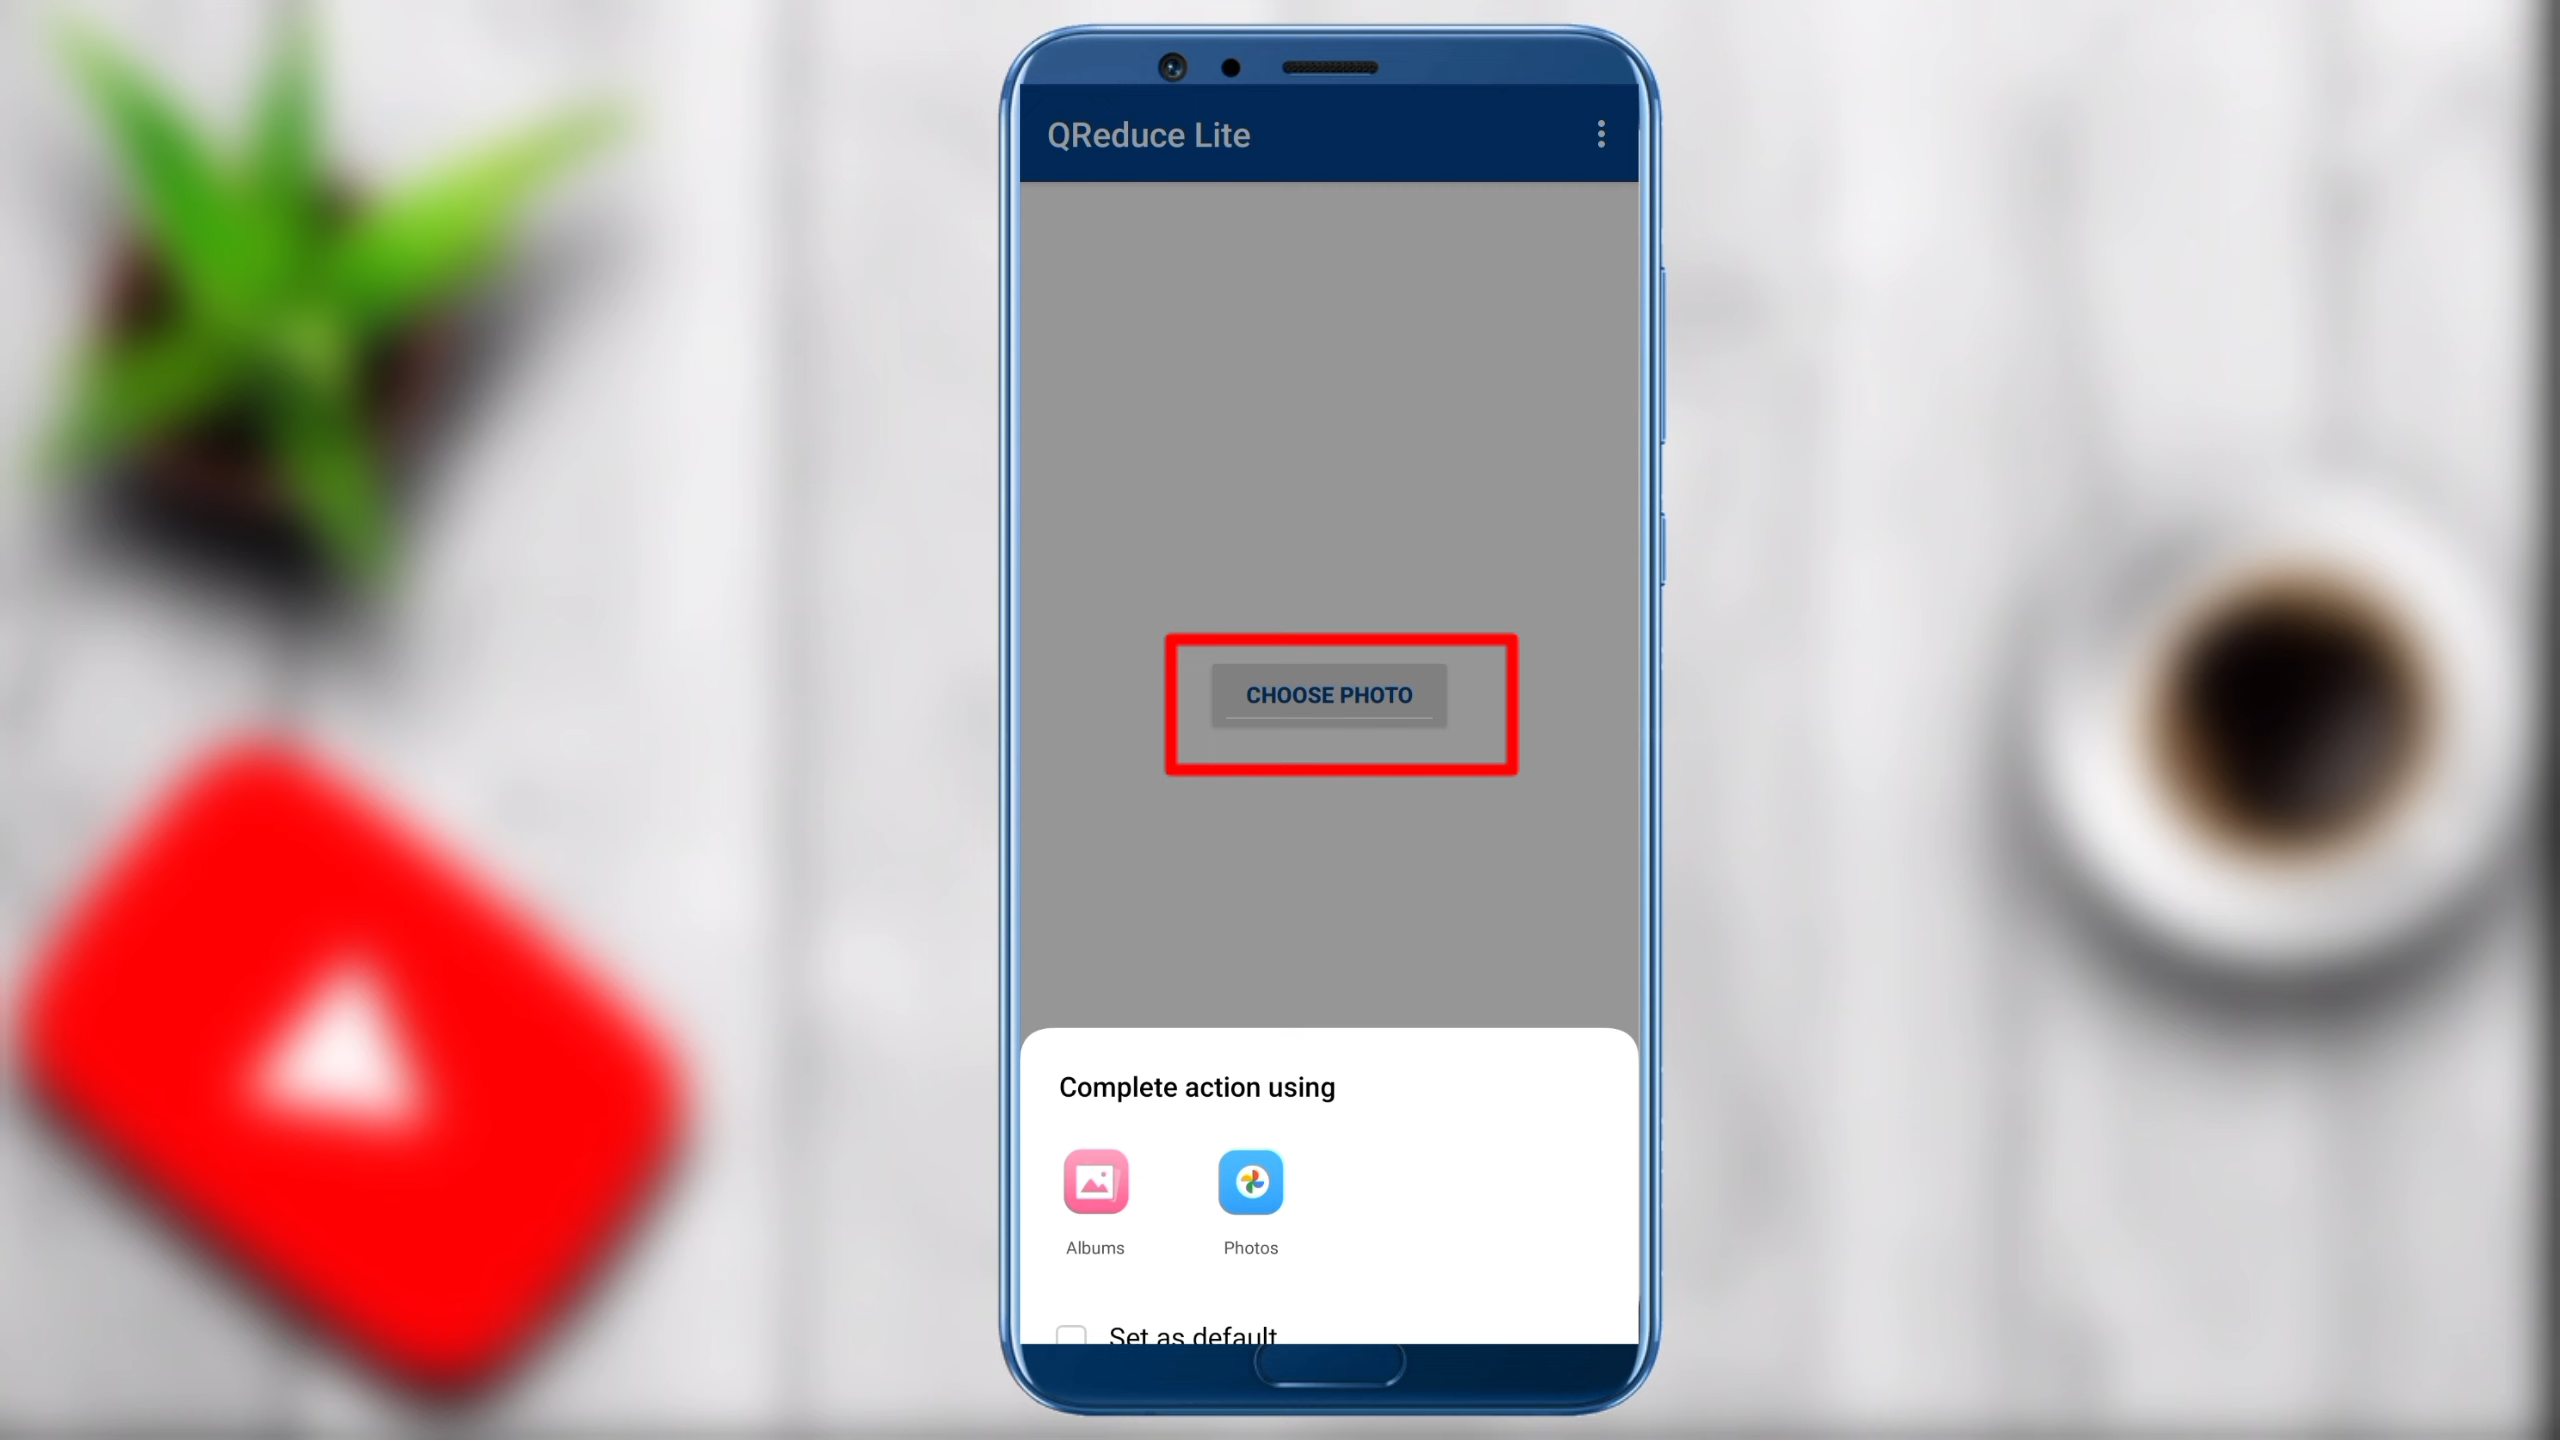 QReduce Lite
CHOOSE PHOTO
Complete action using
Albums
Photos
Set as default